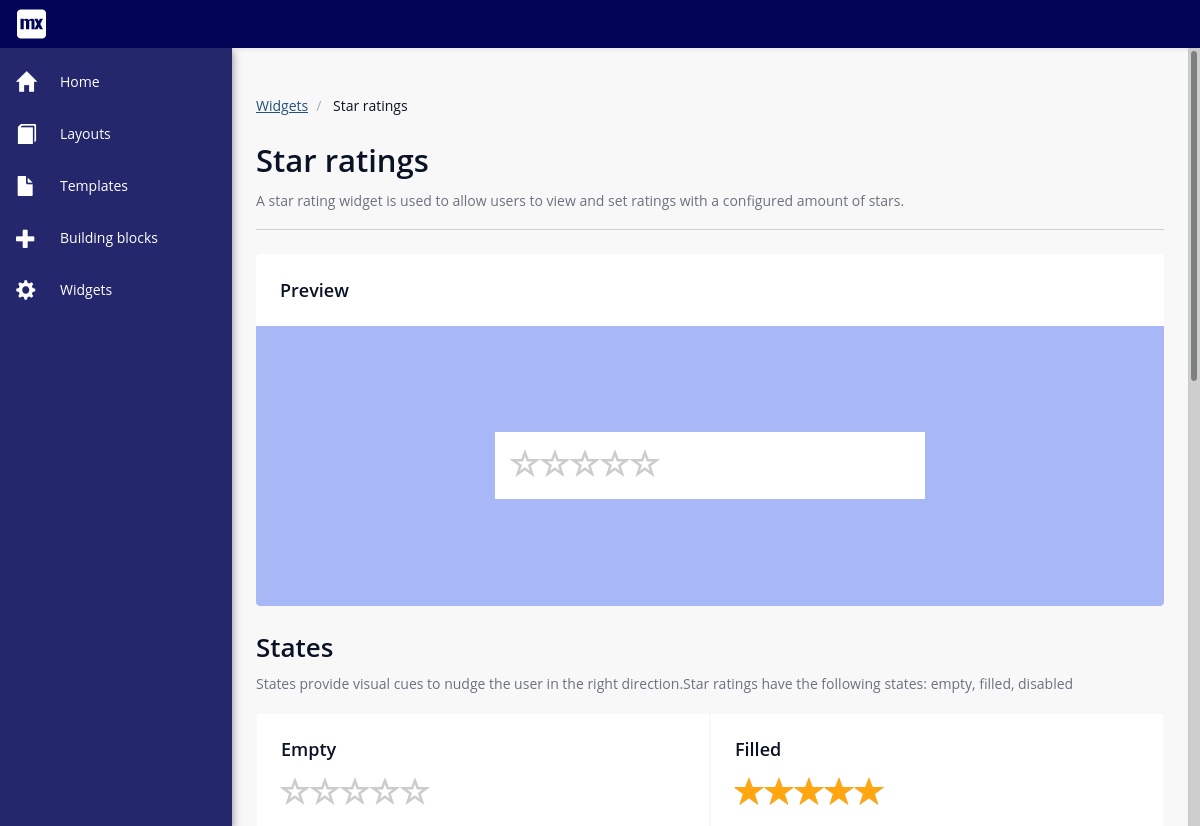 mx
Home
Layouts
Templates
Building blocks
Widgets
Widgets / Star ratings
Star ratings
A star rating widget is used to allow users to view and set ratings with a configured amount of stars.
Preview
States
States provide visual cues to nudge the user in the right direction.Star ratings have the following states: empty, filled, disabled
Empty
Filled